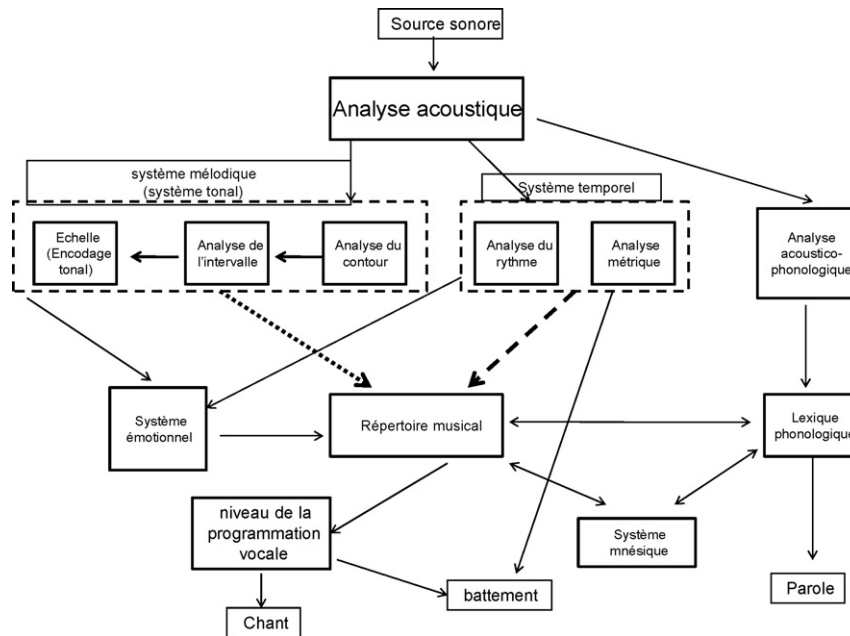 Source sonore
Analyse acoustique
système mélodique
(système tonal)
Système temporel
Echelle
(Encodage
tonal)
Analyse de
l'intervalle
Analyse du
contour
Analyse du
rythme
Analyse
métrique
Analyse
acoustico-
phonologique
Système
émotionnel
Répertoire musical
Lexique
phonologique
niveau de la
programmation
vocale
Système
mnésique
battement
Parole
Chant